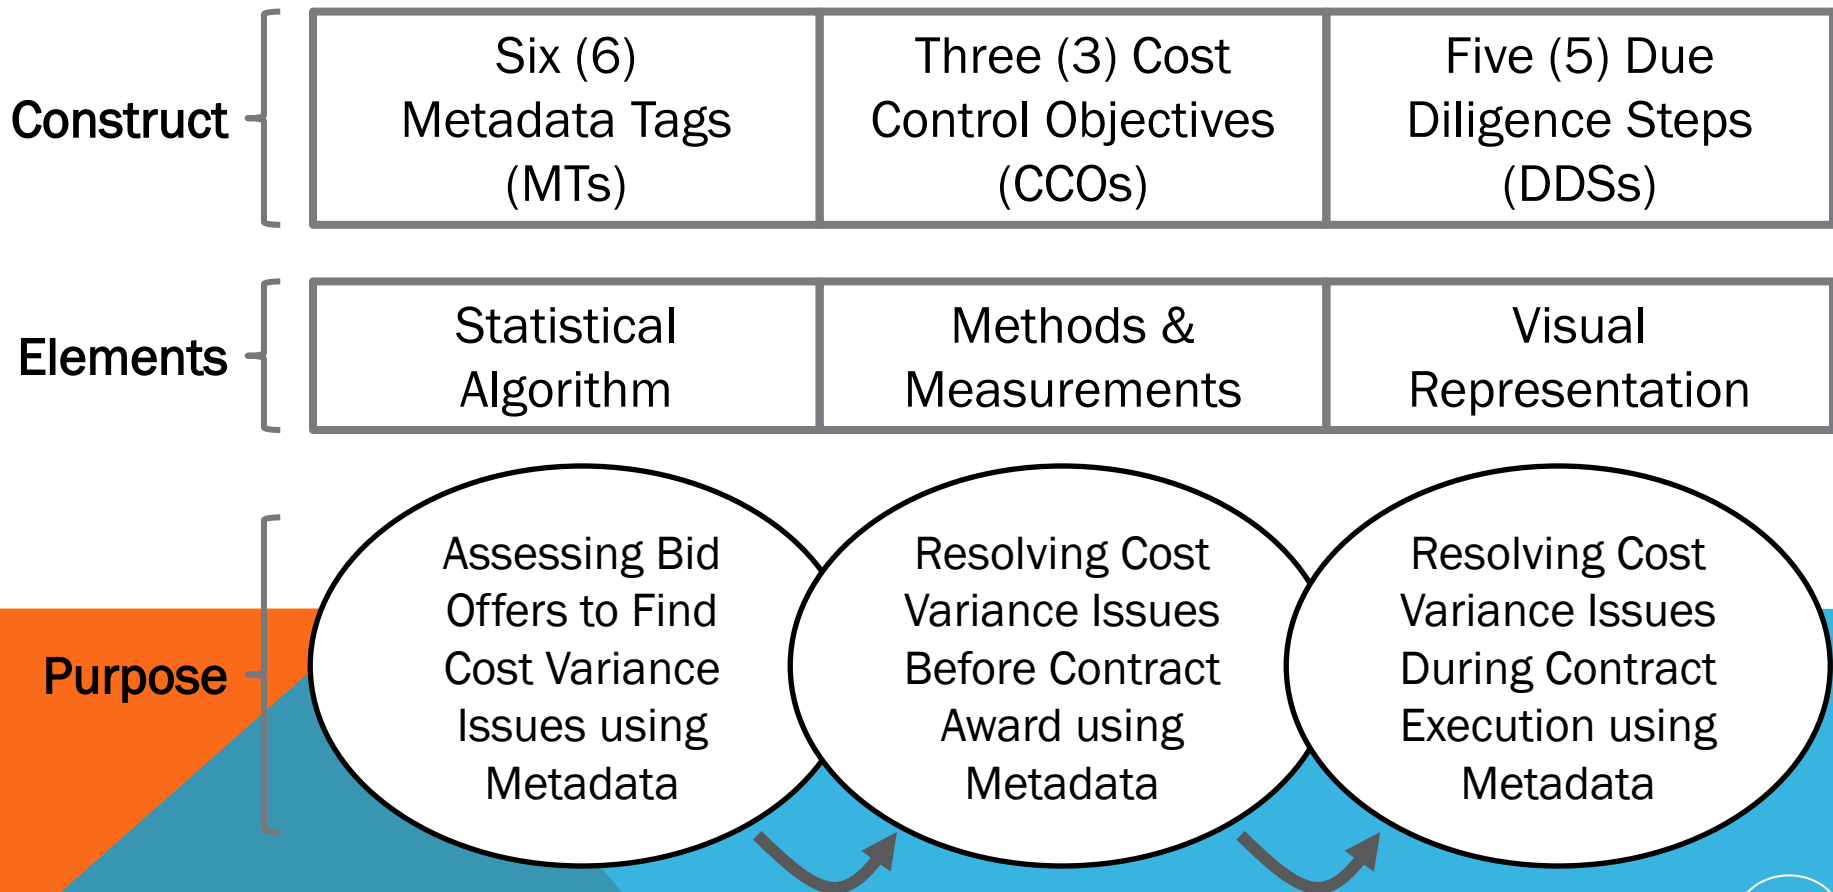 Construct
Six (6)
Metadata Tags
(MTs)
Three (3) Cost
Control Objectives
(CCOs)
Five (5) Due
Diligence Steps
(DDSs)
Elements
Statistical
Algorithm
Methods &
Measurements
Visual
Representation
Purpose
Assessing Bid
Offers to Find
Cost Variance
Issues using
Metadata
Resolving Cost
Variance Issues
Before Contract
Award using
Metadata
Resolving Cost
Variance Issues
During Contract
Execution using
Metadata